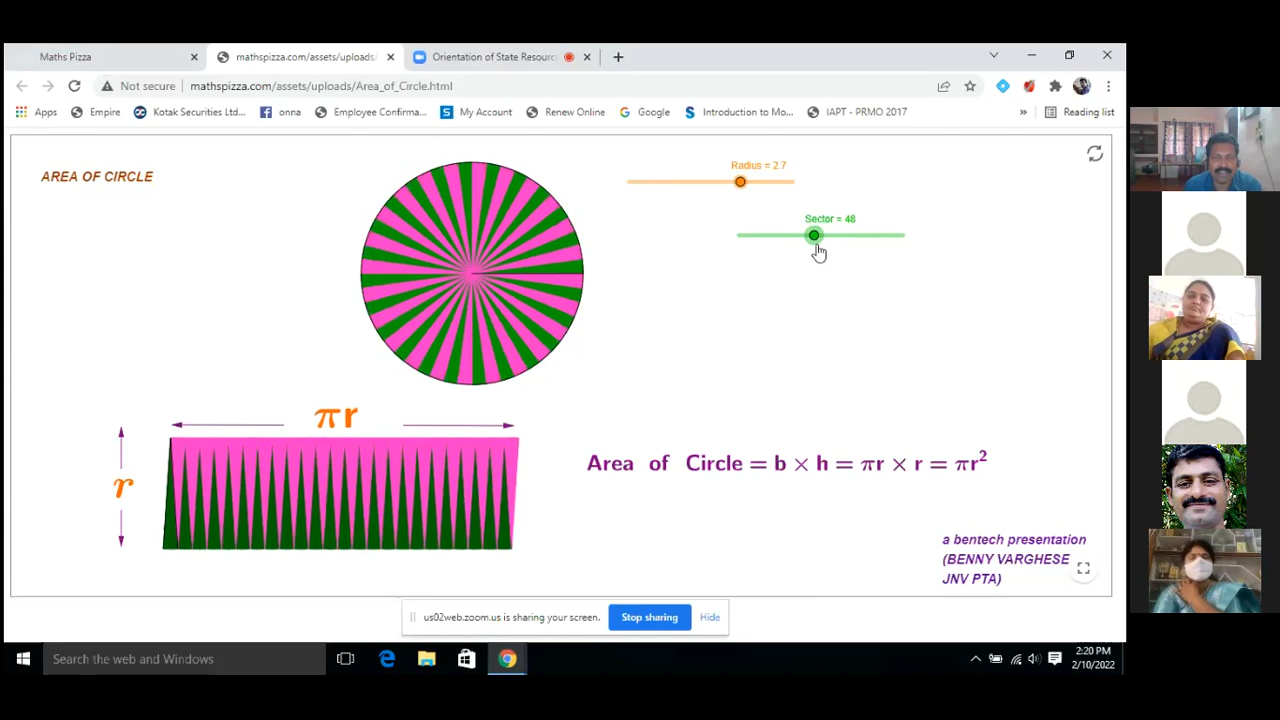 Maths Pizza
mathspizza.com/assets/uploads/
Orientation of State Resourc
Not secure
mathspizza.com/assets/uploads/Area_of_Circle.html
Apps
Empire
Kotak Securities Ltd...
onna
Employee Confirma...
My Account
Renew Online
Google
Introduction to Mo...
IAPT - PRMO 2017
»
Reading list
AREA OF CIRCLE
Radius = 2.7
Sector = 48
πr
r
Area of Circle = b × h = πr × r = πr²
a bentech presentation
(BENNY VARGHESE
JNV PTA)
us02web.zoom.us is sharing your screen.
Stop sharing
Hide
Search the web and Windows
2:20 PM
2/10/2022